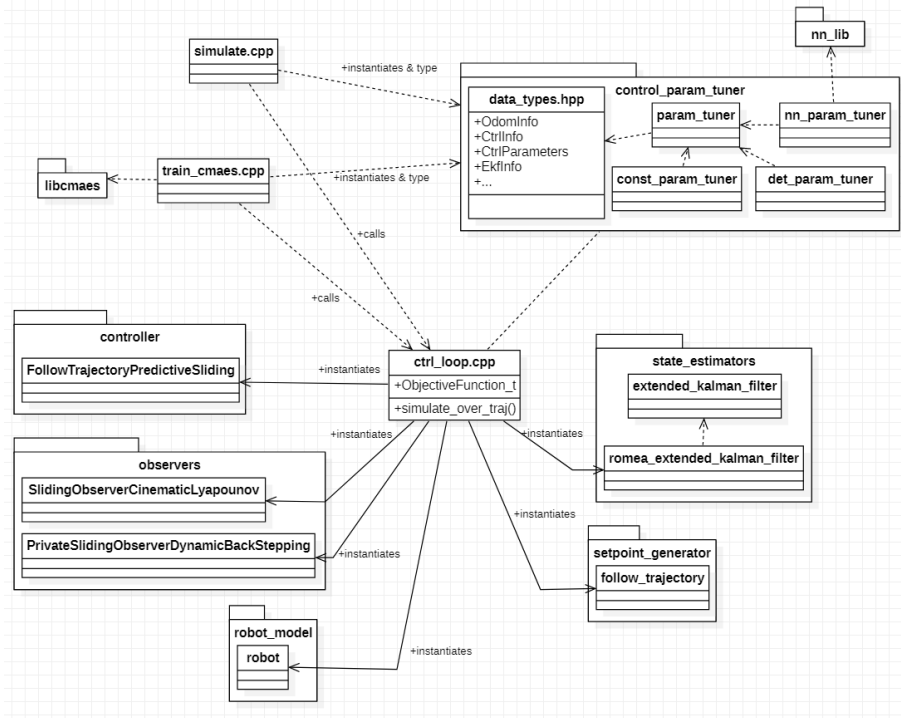 nn_lib
simulate.cpp
+instantiates & type
control_param_tuner
data_types.hpp
+OdomInfo
+CtrlInfo
+CtrlParameters
+EkfInfo
+...
param_tuner
nn_param_tuner
const_param_tuner
det_param_tuner
libcmaes
train_cmaes.cpp
+instantiates & type
+calls
+calls
controller
FollowTrajectoryPredictiveSliding
+instantiates
ctrl_loop.cpp
+ObjectiveFunction_t
+simulate_over_traj()
state_estimators
extended_kalman_filter
romea_extended_kalman_filter
+instantiates
+instantiates
observers
SlidingObserverCinematicLyapounov
PrivateSlidingObserverDynamicBackStepping
+instantiates
+instantiates
setpoint_generator
follow_trajectory
robot_model
robot
+instantiates